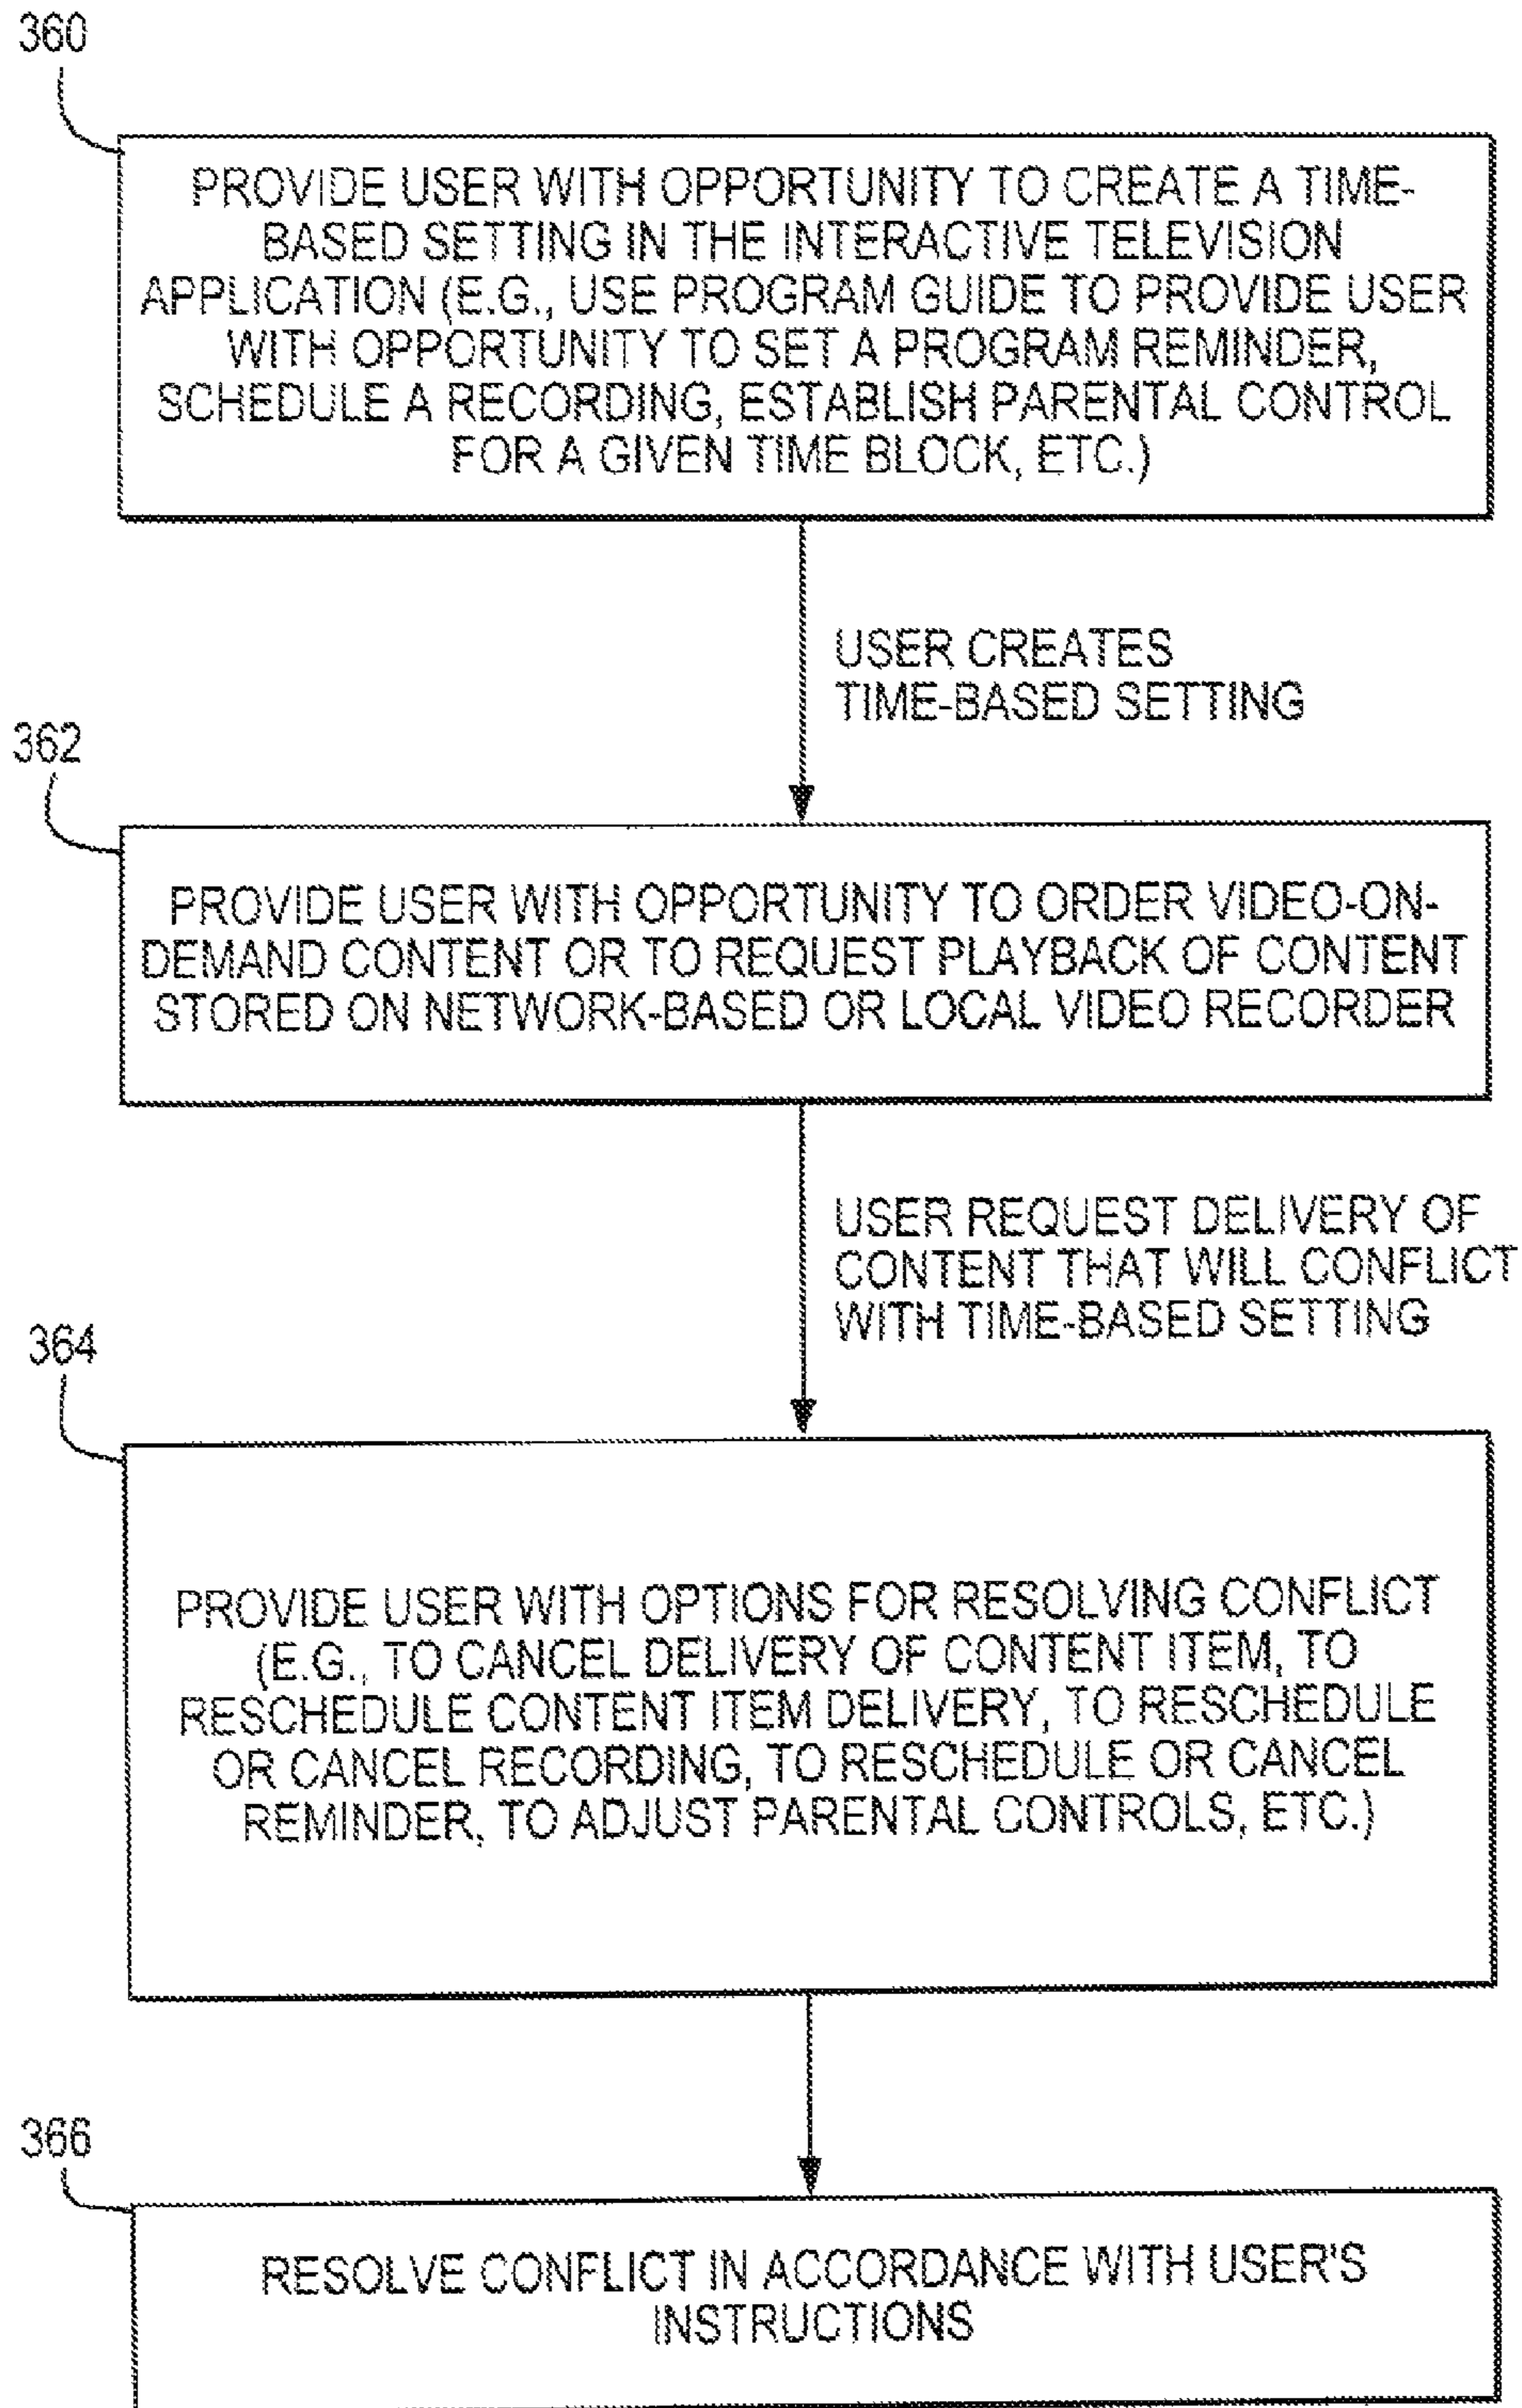 360
PROVIDE USER WITH OPPORTUNITY TO CREATE A TIME-
BASED SETTING IN THE INTERACTIVE TELEVISION
APPLICATION (E.G., USE PROGRAM GUIDE TO PROVIDE USER
WITH OPPORTUNITY TO SET A PROGRAM REMINDER,
SCHEDULE A RECORDING, ESTABLISH PARENTAL CONTROL
FOR A GIVEN TIME BLOCK, ETC.)
USER CREATES
TIME-BASED SETTING
362
PROVIDE USER WITH OPPORTUNITY TO ORDER VIDEO-ON-
DEMAND CONTENT OR TO REQUEST PLAYBACK OF CONTENT
STORED ON NETWORK-BASED OR LOCAL VIDEO RECORDER
USER REQUEST DELIVERY OF
CONTENT THAT WILL CONFLICT
WITH TIME-BASED SETTING
364
PROVIDE USER WITH OPTIONS FOR RESOLVING CONFLICT
(E.G., TO CANCEL DELIVERY OF CONTENT ITEM, TO
RESCHEDULE CONTENT ITEM DELIVERY, TO RESCHEDULE
OR CANCEL RECORDING, TO RESCHEDULE OR CANCEL
REMINDER, TO ADJUST PARENTAL CONTROLS, ETC.)
366
RESOLVE CONFLICT IN ACCORDANCE WITH USER'S
INSTRUCTIONS